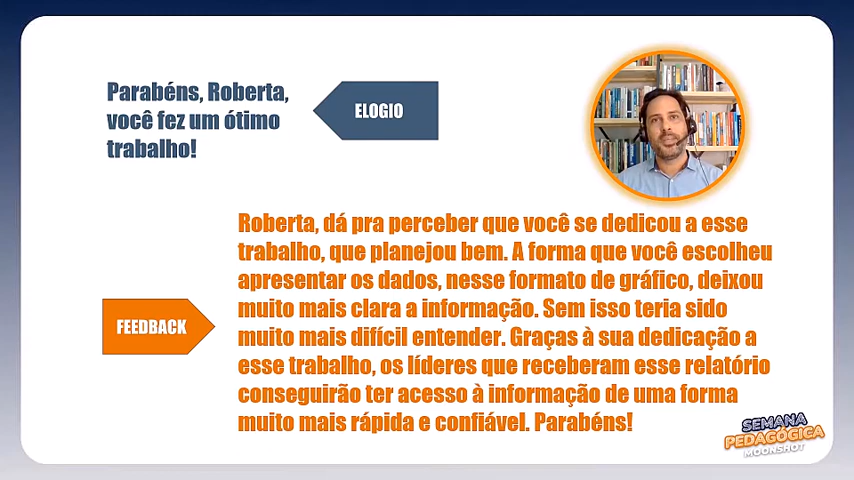 Parabéns, Roberta,
você fez um ótimo
trabalho!
ELOGIO
Roberta, dá pra perceber que você se dedicou a esse
trabalho, que planejou bem. A forma que você escolheu
apresentar os dados, nesse formato de gráfico, deixou
muito mais clara a informação. Sem isso teria sido
muito mais difícil entender. Graças à sua dedicação a
esse trabalho, os líderes que receberam esse relatório
conseguirão ter acesso à informação de uma forma
muito mais rápida e confiável. Parabéns!
FEEDBACK
SEMANA
PEDAGÓGICA
MOONSHOT